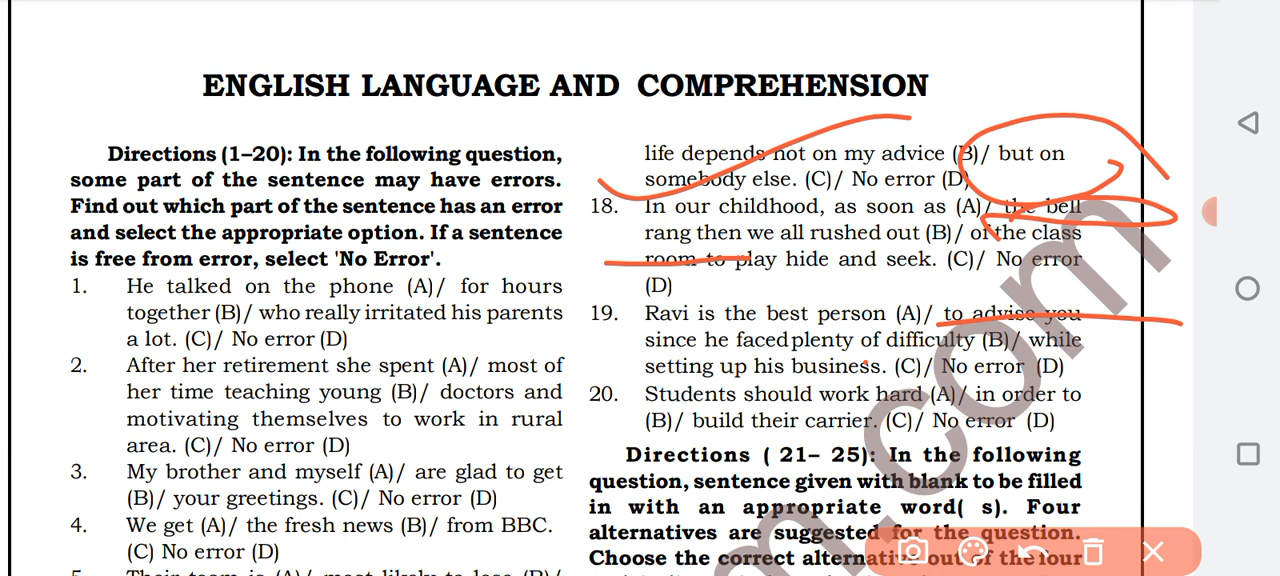 ENGLISH LANGUAGE AND COMPREHENSION
Directions (1–20): In the following question,
some part of the sentence may have errors.
Find out which part of the sentence has an error
and select the appropriate option. If a sentence
is free from error, select 'No Error'.
1. He talked on the phone (A)/ for hours
together (B)/ who really irritated his parents
a lot. (C)/ No error (D)
2. After her retirement she spent (A)/ most of
her time teaching young (B)/ doctors and
motivating themselves to work in rural
area. (C)/ No error (D)
3. My brother and myself (A)/ are glad to get
(B)/ your greetings. (C)/ No error (D)
4. We get (A)/ the fresh news (B)/ from BBC.
(C) No error (D)
5. Their team is (A)/ most likely to lose (B)/
life depends not on my advice (B)/ but on
somebody else. (C)/ No error (D)
18. In our childhood, as soon as (A)/ the bell
rang then we all rushed out (B)/ of the class
room to play hide and seek. (C)/ No error
(D)
19. Ravi is the best person (A)/ to advise you
since he faced plenty of difficulty (B)/ while
setting up his business. (C)/ No error (D)
20. Students should work hard (A)/ in order to
(B)/ build their carrier. (C)/ No error (D)
Directions ( 21– 25): In the following
question, sentence given with blank to be filled
in with an appropriate word( s). Four
alternatives are suggested for the question.
Choose the correct alternative out of the four
m.com